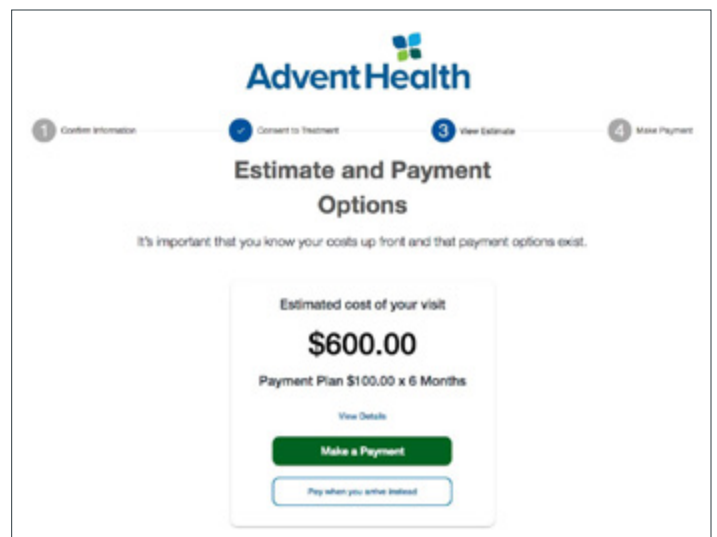 AdventHealth
1 Confirm Information Consent to Treatment 3 View Estimate 4 Make Payment
Estimate and Payment
Options
It's important that you know your costs up front and that payment options exist.
Estimated cost of your visit
$600.00
Payment Plan $100.00 x 6 Months
View Details
Make a Payment
Pay when you arrive instead